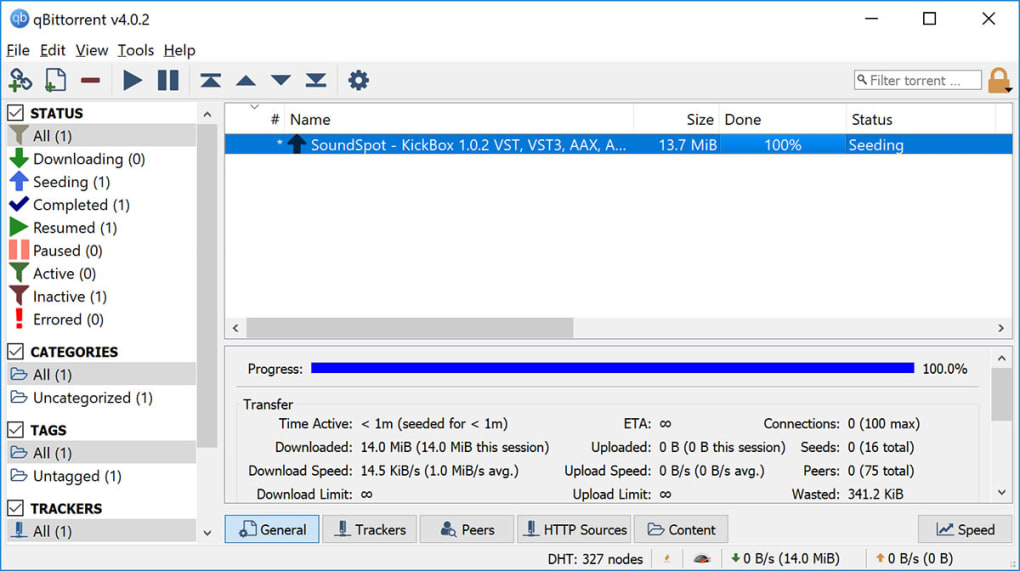 qb qBittorrent v4.0.2
File Edit View Tools Help
Filter torrent ...
STATUS
All (1)
Downloading (0)
Seeding (1)
Completed (1)
Resumed (1)
Paused (0)
Active (0)
Inactive (1)
Errored (0)
CATEGORIES
All (1)
Uncategorized (1)
TAGS
All (1)
Untagged (1)
TRACKERS
All (1)
# Name Size Done Status
* SoundSpot - KickBox 1.0.2 VST, VST3, AAX, A... 13.7 MiB 100% Seeding
Progress: 100.0%
Transfer
Time Active: < 1m (seeded for < 1m) ETA: ∞ Connections: 0 (100 max)
Downloaded: 14.0 MiB (14.0 MiB this session) Uploaded: 0 B (0 B this session) Seeds: 0 (16 total)
Download Speed: 14.5 KiB/s (1.0 MiB/s avg.) Upload Speed: 0 B/s (0 B/s avg.) Peers: 0 (75 total)
Download Limit: ∞ Upload Limit: ∞ Wasted: 341.2 KiB
General Trackers Peers HTTP Sources Content Speed
DHT: 327 nodes 0 B/s (14.0 MiB) 0 B/s (0 B)